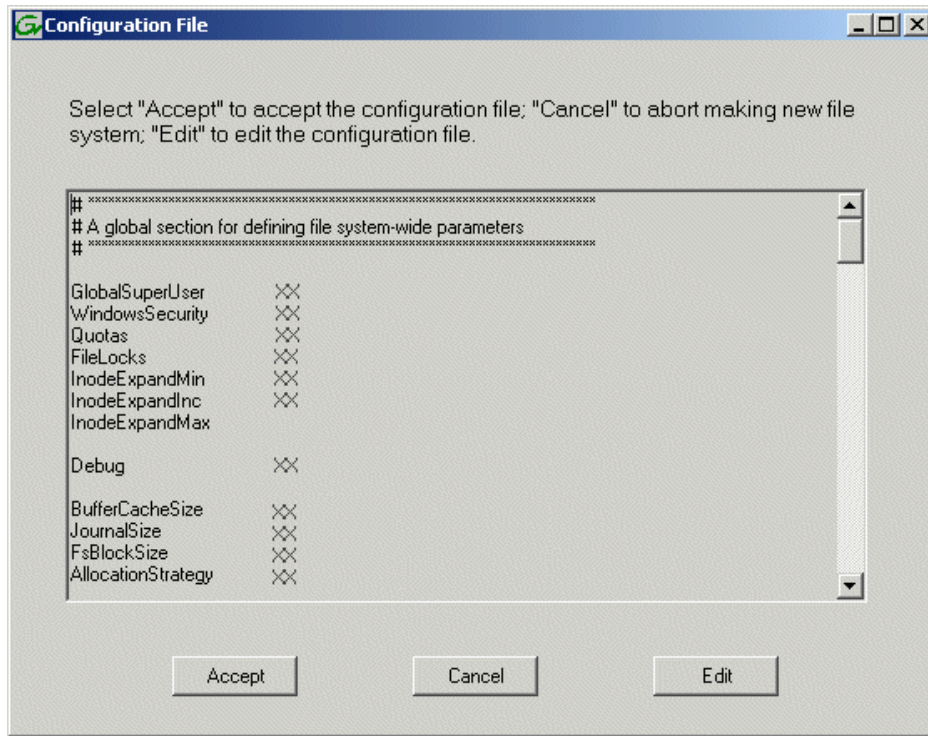 Configuration File
Select "Accept" to accept the configuration file; "Cancel" to abort making new file
system; "Edit" to edit the configuration file.
# ****************************************************************************
# A global section for defining file system-wide parameters
# ****************************************************************************
GlobalSuperUser XX
WindowsSecurity XX
Quotas XX
FileLocks XX
InodeExpandMin XX
InodeExpandInc XX
InodeExpandMax
Debug XX
BufferCacheSize XX
JournalSize XX
FsBlockSize XX
AllocationStrategy XX
Accept Cancel Edit